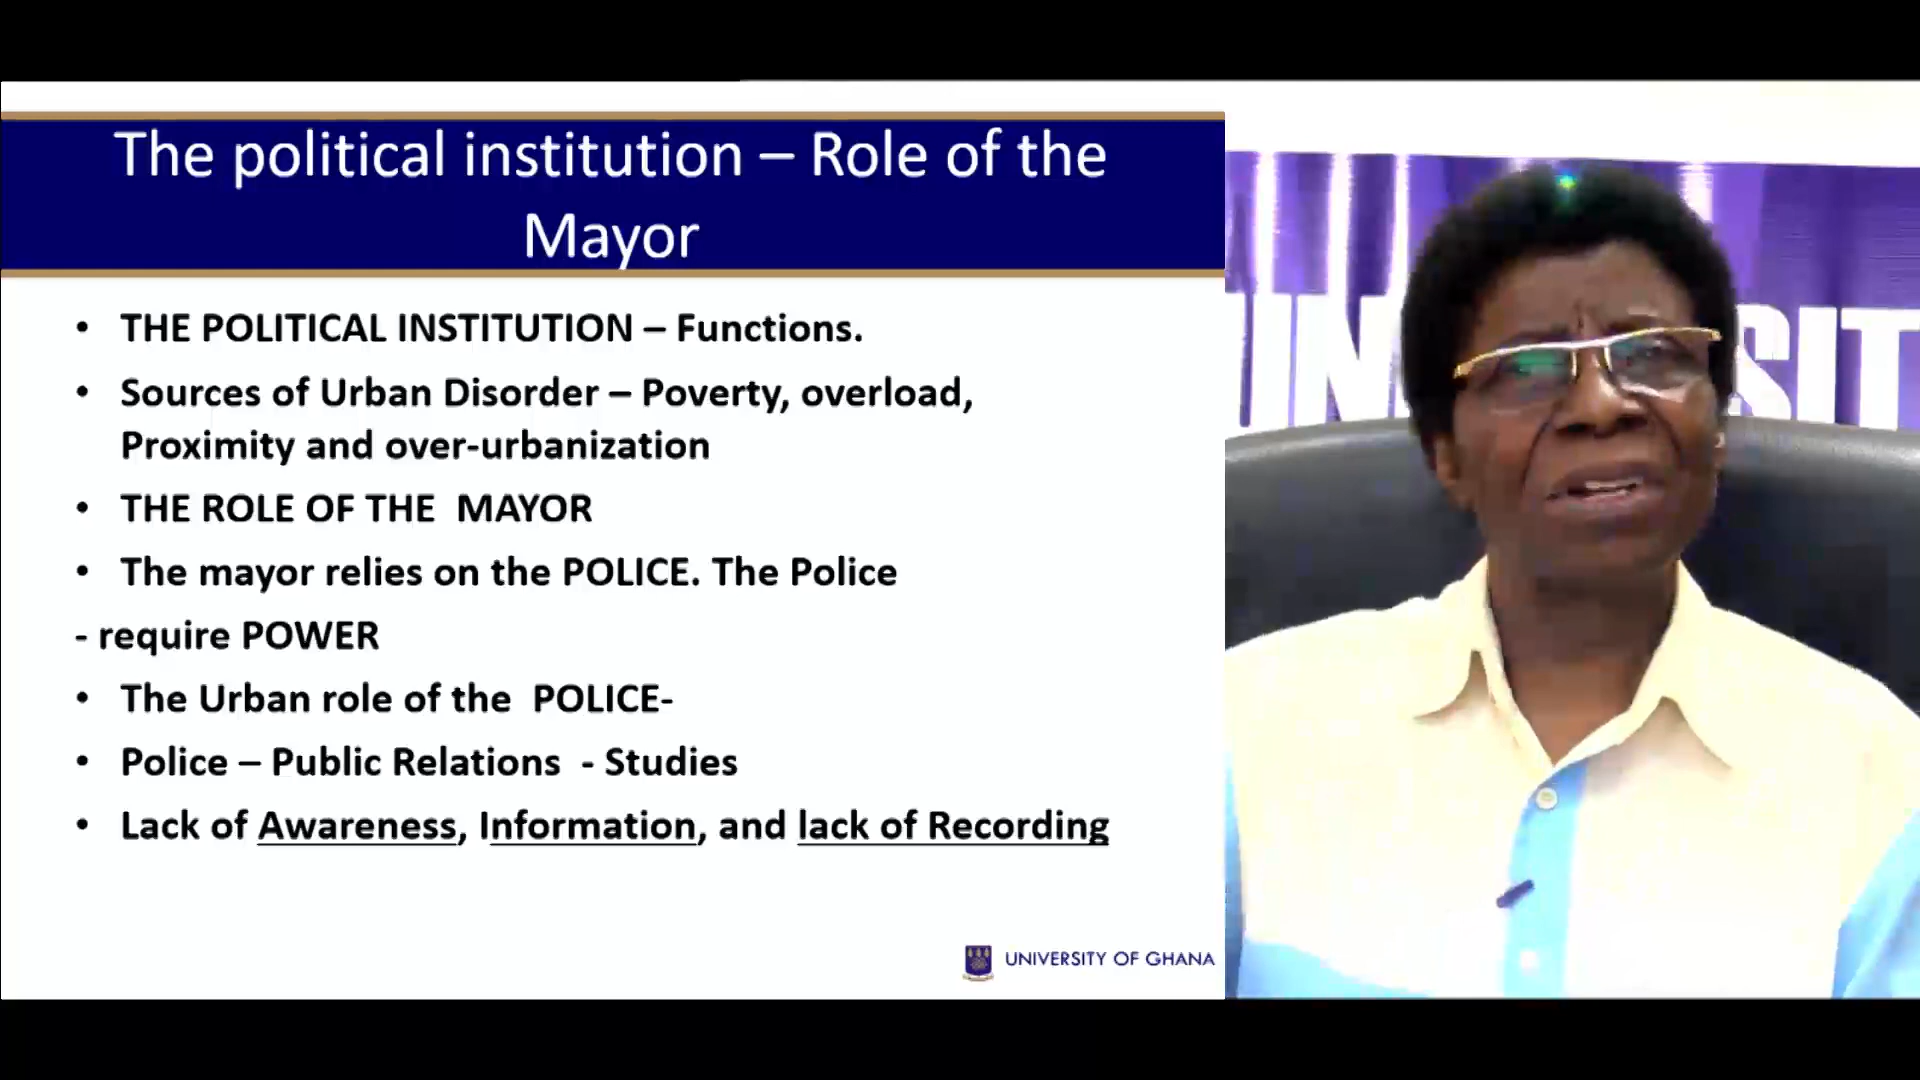 The political institution – Role of the
Mayor
• THE POLITICAL INSTITUTION – Functions.
• Sources of Urban Disorder – Poverty, overload,
Proximity and over-urbanization
• THE ROLE OF THE  MAYOR
• The mayor relies on the POLICE. The Police
- require POWER
• The Urban role of the  POLICE-
• Police – Public Relations  - Studies
• Lack of Awareness, Information, and lack of Recording
UNIVERSITY OF GHANA